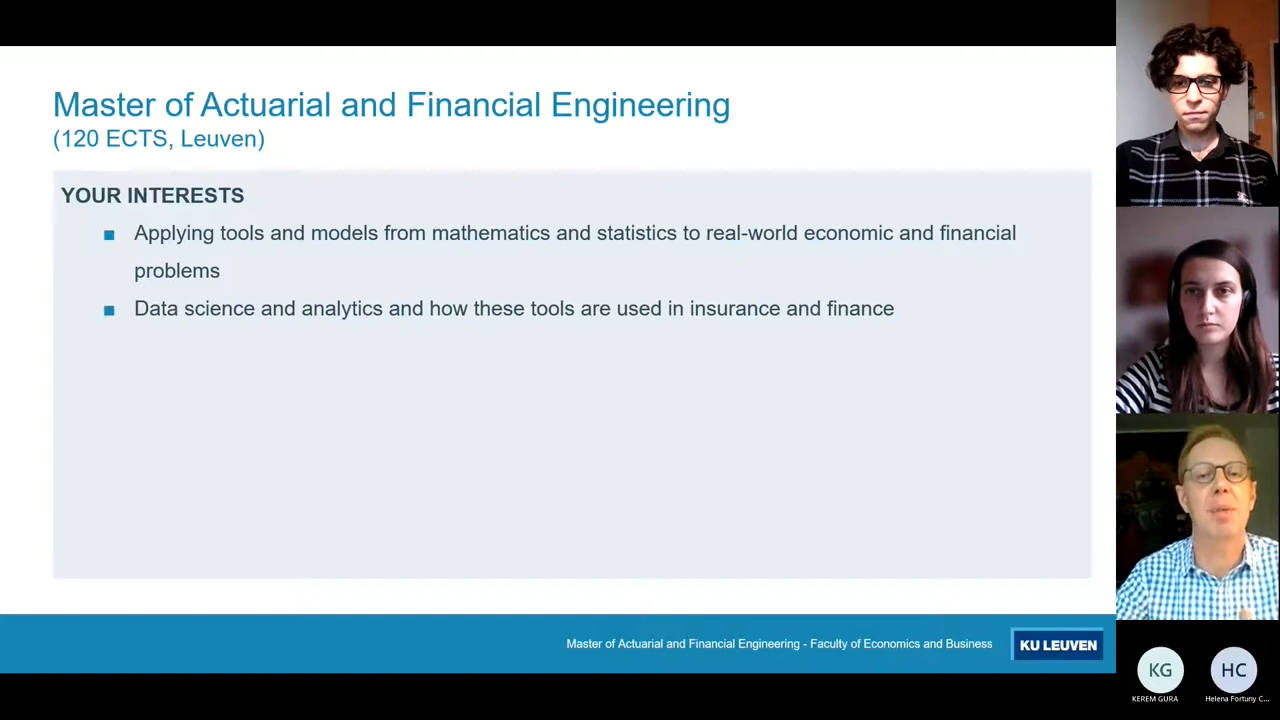 Master of Actuarial and Financial Engineering
(120 ECTS, Leuven)
YOUR INTERESTS
Applying tools and models from mathematics and statistics to real-world economic and financial
problems
Data science and analytics and how these tools are used in insurance and finance
Master of Actuarial and Financial Engineering - Faculty of Economics and Business
KU LEUVEN
KG
HC
KEREM GURA
Helena Fortuny C...